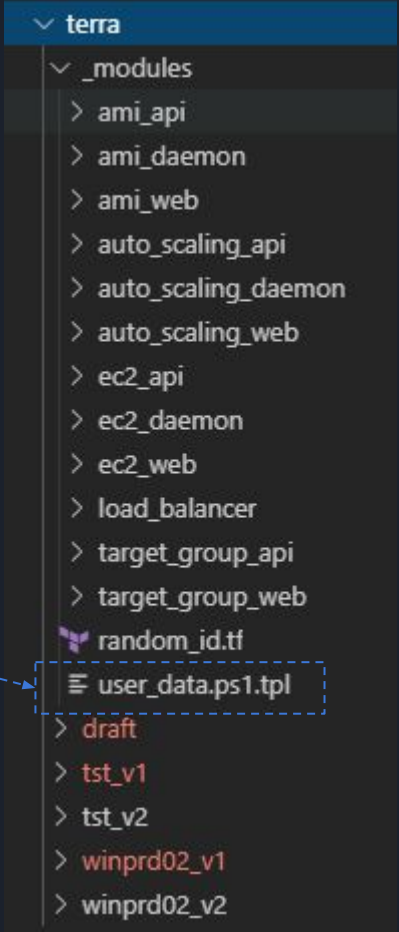 terra
_modules
ami_api
ami_daemon
ami_web
auto_scaling_api
auto_scaling_daemon
auto_scaling_web
ec2_api
ec2_daemon
ec2_web
load_balancer
target_group_api
target_group_web
random_id.tf
user_data.ps1.tpl
draft
tst_v1
tst_v2
winprd02_v1
winprd02_v2